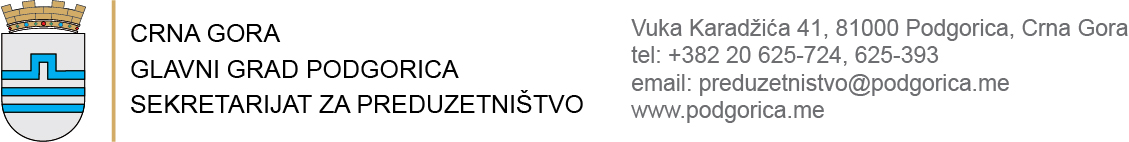 CRNA GORA
GLAVNI GRAD PODGORICA
SEKRETARIJAT ZA PREDUZETNIŠTVO
Vuka Karadžića 41, 81000 Podgorica, Crna Gora
tel: +382 20 625-724, 625-393
email: preduzetnistvo@podgorica.me
www.podgorica.me